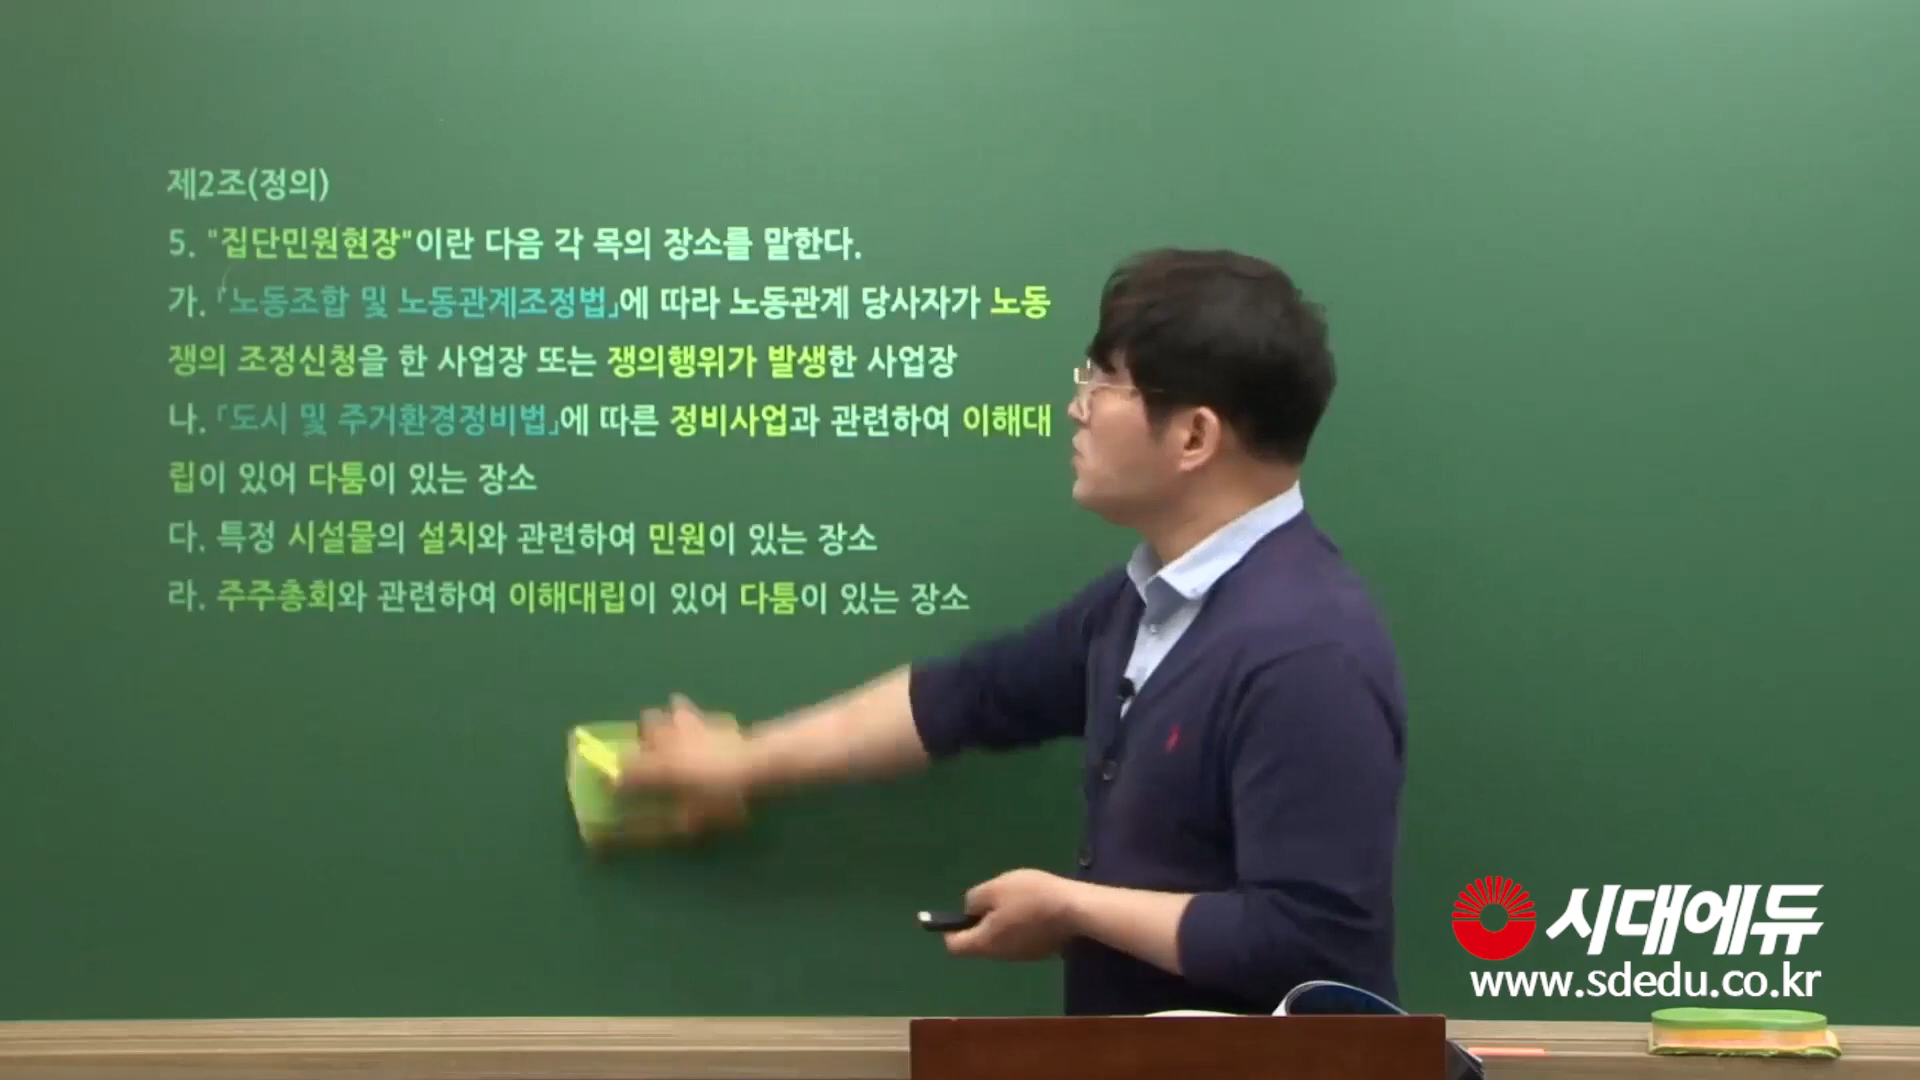 제2조(정의)
5. "집단민원현장"이란 다음 각 목의 장소를 말한다.
가. 「노동조합 및 노동관계조정법」에 따라 노동관계 당사자가 노동
쟁의 조정신청을 한 사업장 또는 쟁의행위가 발생한 사업장
나. 「도시 및 주거환경정비법」에 따른 정비사업과 관련하여 이해대
립이 있어 다툼이 있는 장소
다. 특정 시설물의 설치와 관련하여 민원이 있는 장소
라. 주주총회와 관련하여 이해대립이 있어 다툼이 있는 장소
시대에듀
www.sdedu.co.kr